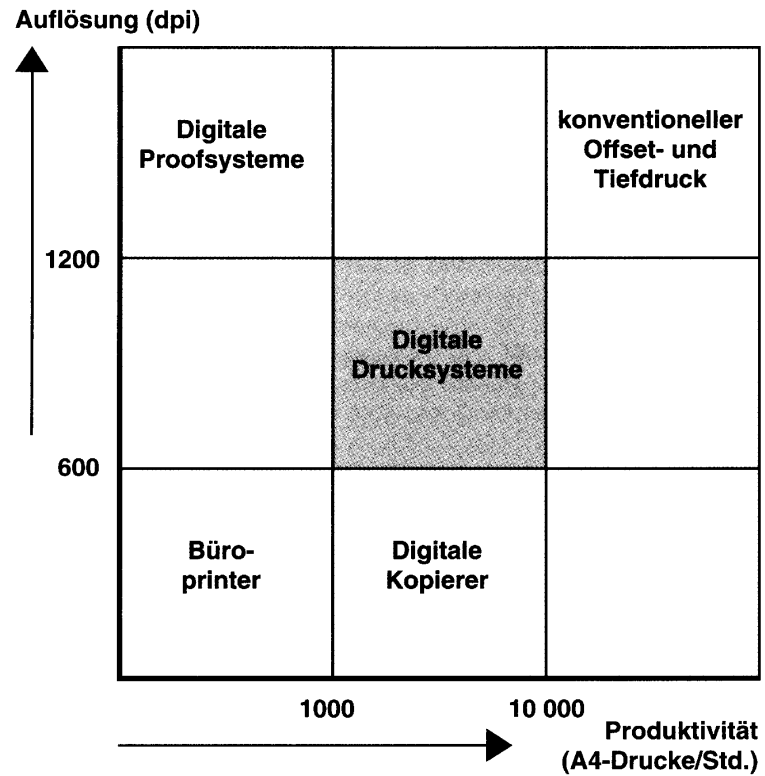 Auflösung (dpi)
Digitale
Proofsysteme
konventioneller
Offset- und
Tiefdruck
1200
Digitale
Drucksysteme
600
Büro-
printer
Digitale
Kopierer
1000
10 000
Produktivität
(A4-Drucke/Std.)